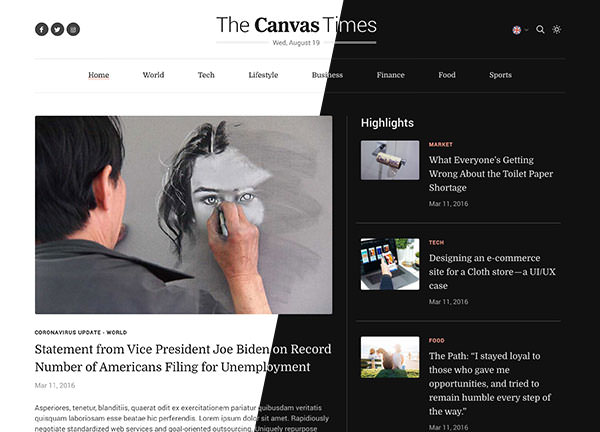 The Canvas Times
Wed, August 19
Home World Tech Lifestyle Business Finance Food Sports
CORONAVIRUS UPDATE - WORLD
Statement from Vice President Joe Biden on Record
Number of Americans Filing for Unemployment
Mar 11, 2016
Asperiores, tenetur, blanditiis, quaerat odit ex exercitationem pariatur quibusdam veritatis
quisquam laboriosam esse beatae hic perferendis. Lorem ipsum dolor sit amet. Rapidiously
negotiate standardized web services and goal-oriented outsourcing. Uniquely repurpose
Highlights
MARKET
What Everyone's Getting
Wrong About the Toilet Paper
Shortage
Mar 11, 2016
TECH
Designing an e-commerce
site for a Cloth store—a UI/UX
case
Mar 11, 2016
FOOD
The Path: “I stayed loyal to
those who gave me
opportunities, and tried to
remain humble every step of
the way.”
Mar 11, 2016